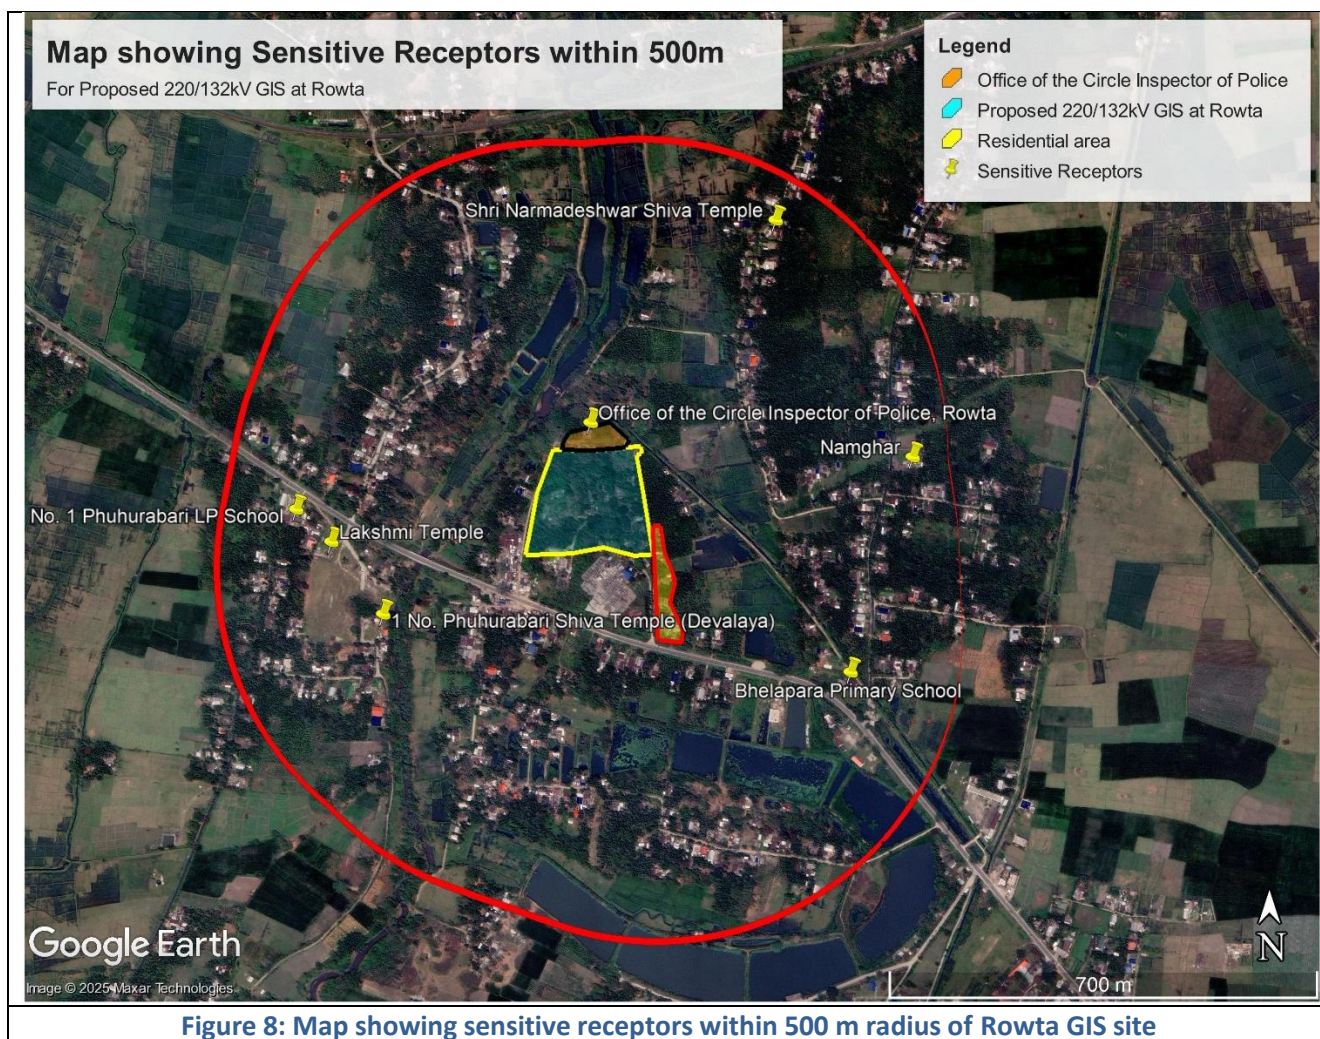 Map showing Sensitive Receptors within 500m
For Proposed 220/132kV GIS at Rowta
Legend
Office of the Circle Inspector of Police
Proposed 220/132kV GIS at Rowta
Residential area
Sensitive Receptors
Shri Narmadeshwar Shiva Temple
Office of the Circle Inspector of Police, Rowta
Namghar
No. 1 Phuhurabari LP School
Lakshmi Temple
1 No. Phuhurabari Shiva Temple (Devalaya)
Bhelapara Primary School
Google Earth
Image © 2025 Maxar Technologies
N
700 m
Figure 8: Map showing sensitive receptors within 500 m radius of Rowta GIS site